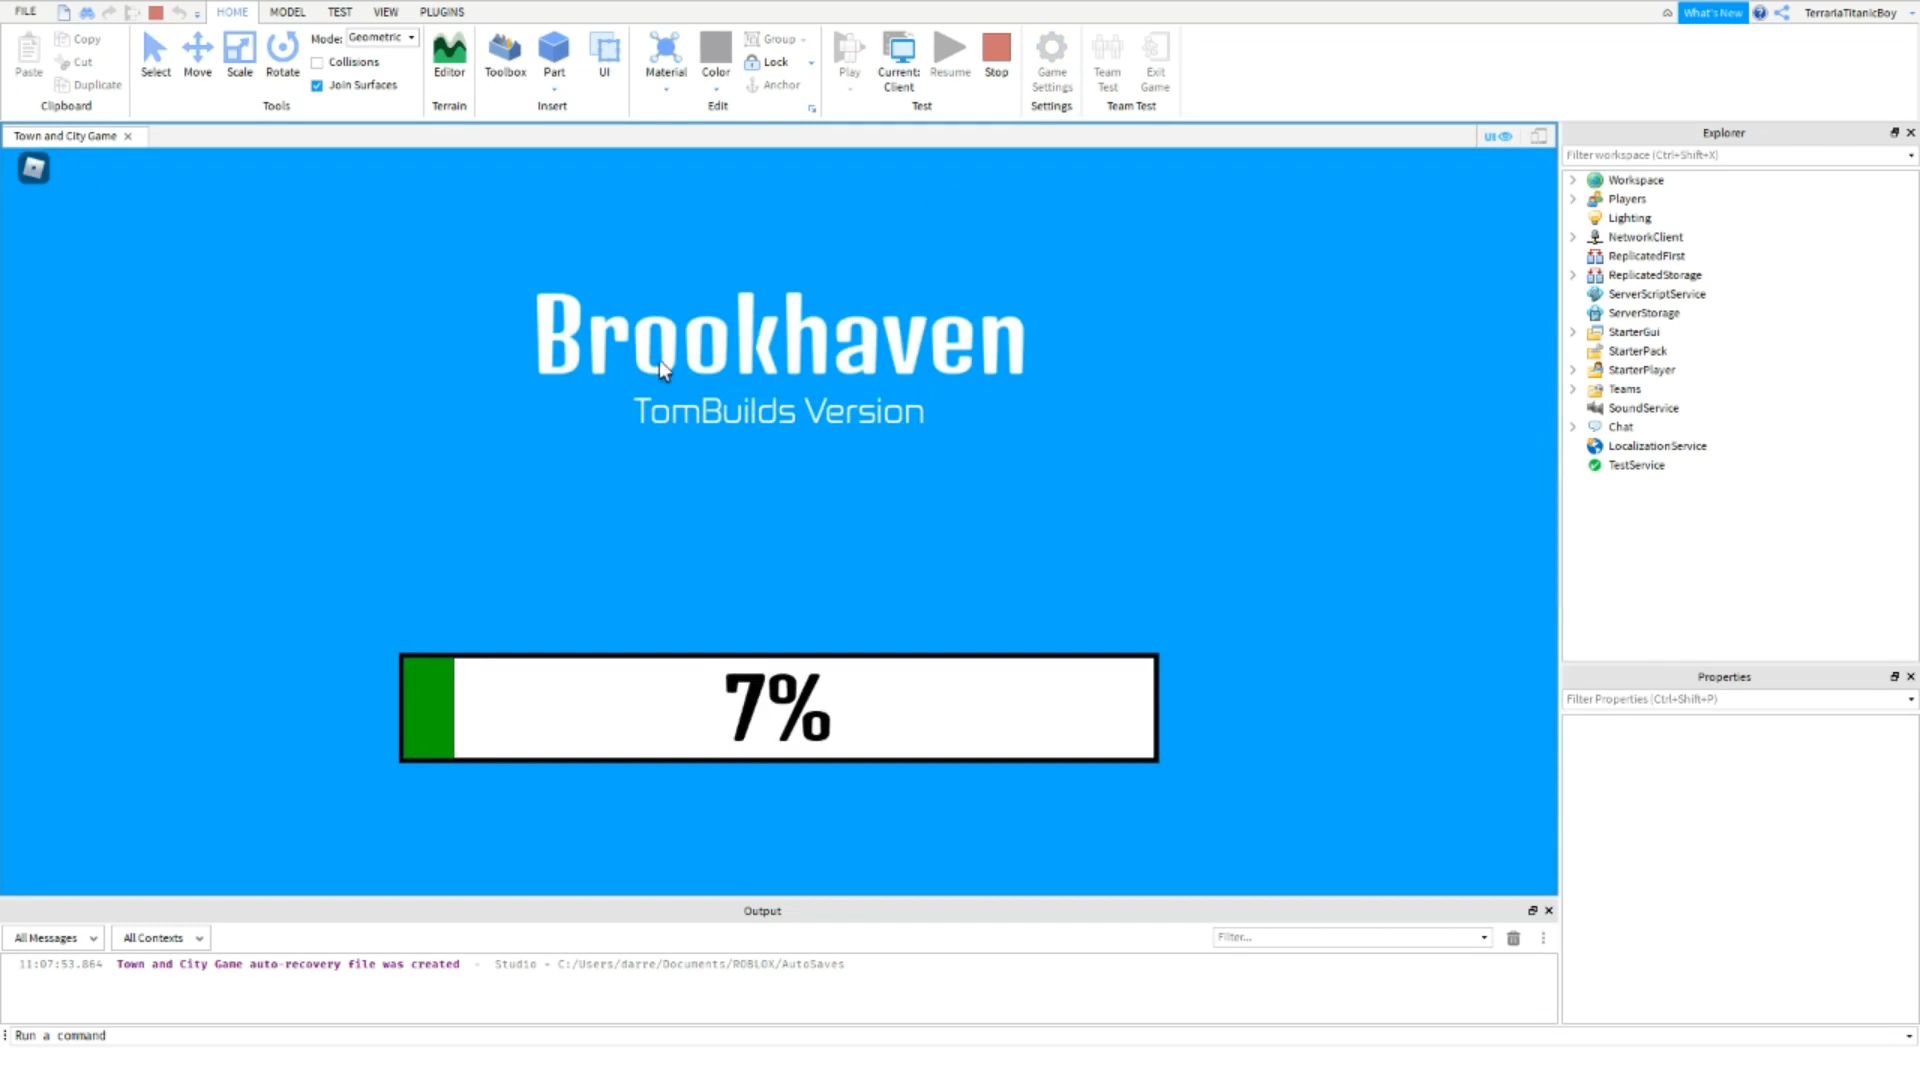 FILE HOME MODEL TEST VIEW PLUGINS What's New TerrariaTitanicBoy
Paste Copy Cut Duplicate Clipboard
Select Move Scale Rotate Mode: Geometric Collisions Join Surfaces Tools
Editor Terrain
Toolbox Part UI Insert
Material Color Group Lock Anchor Edit
Play Current: Client Resume Stop Test
Game Settings Settings
Team Test Exit Game Team Test
Town and City Game UI
Brookhaven
TomBuilds Version
7%
Explorer
Filter workspace (Ctrl+Shift+X)
Workspace
Players
Lighting
NetworkClient
ReplicatedFirst
ReplicatedStorage
ServerScriptService
ServerStorage
StarterGui
StarterPack
StarterPlayer
Teams
SoundService
Chat
LocalizationService
TestService
Properties
Filter Properties (Ctrl+Shift+P)
Output
All Messages All Contexts Filter...
11:07:53.864 Town and City Game auto-recovery file was created - Studio - C:/Users/darre/Documents/ROBLOX/AutoSaves
Run a command